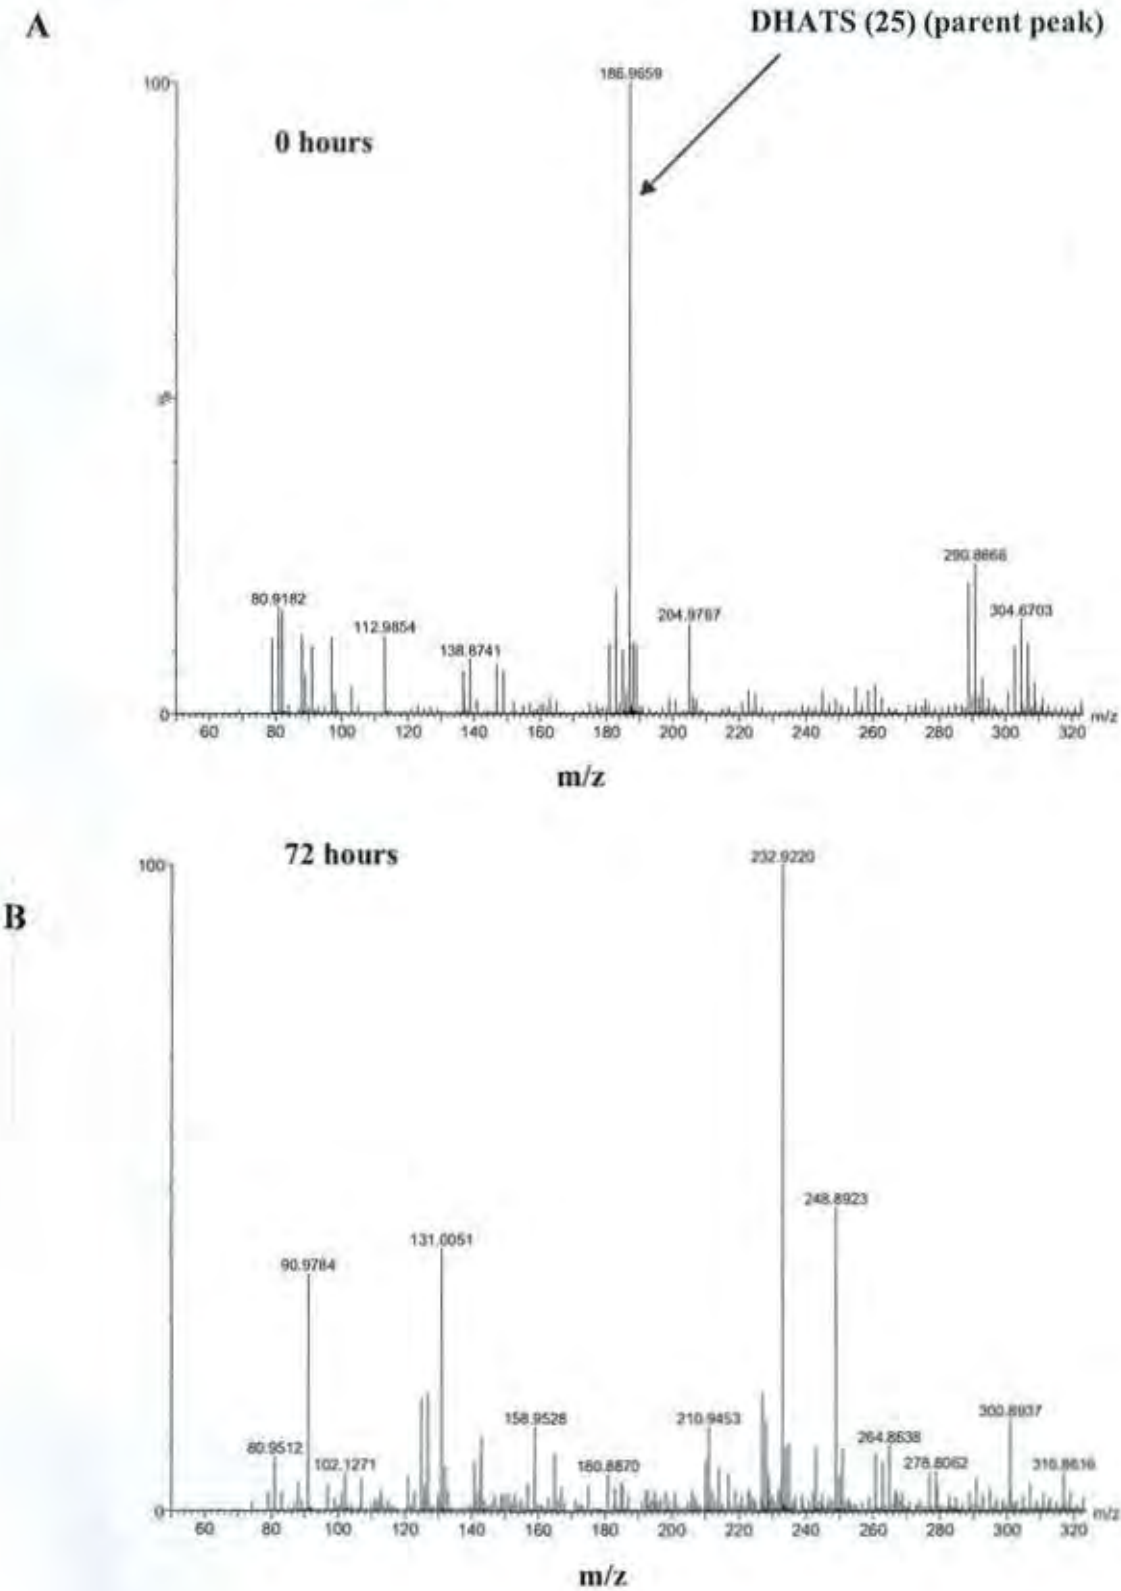 A
DHATS (25) (parent peak)
186.9659
100
0 hours
%
290.8866
80.9182
304.6703
204.9767
112.9854
138.8741
0
60 80 100 120 140 160 180 200 220 240 260 280 300 320 m/z
m/z
72 hours
232.9220
100
B
248.8923
131.0051
90.9784
300.8937
158.9528
210.9453
264.8638
80.9512
102.1271
180.8870
278.8062
316.8616
0
60 80 100 120 140 160 180 200 220 240 260 280 300 320 m/z
m/z